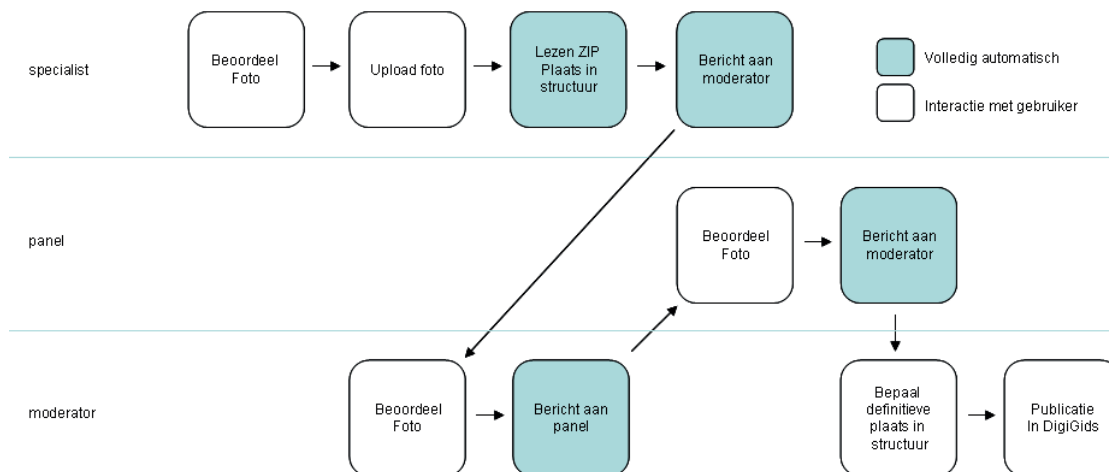 specialist
Beoordeel
Foto
Upload foto
Lezen ZIP
Plaats in
structuur
Bericht aan
moderator
Volledig automatisch
Interactie met gebruiker
panel
Beoordeel
Foto
Bericht aan
moderator
moderator
Beoordeel
Foto
Bericht aan
panel
Bepaal
definitieve
plaats in
structuur
Publicatie
In DigiGids